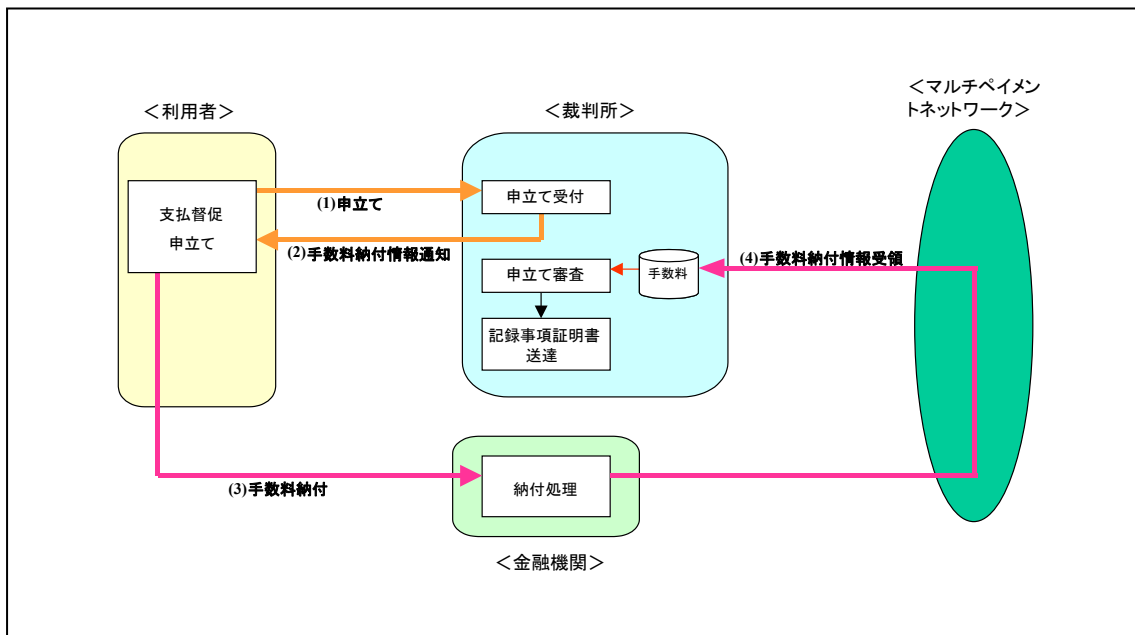 ＜利用者＞
＜裁判所＞
＜マルチペイメン
トネットワーク＞
支払督促
申立て
(1)申立て
申立て受付
(2)手数料納付情報通知
申立て審査
手数料
(4)手数料納付情報受領
記録事項証明書
送達
(3)手数料納付
納付処理
＜金融機関＞